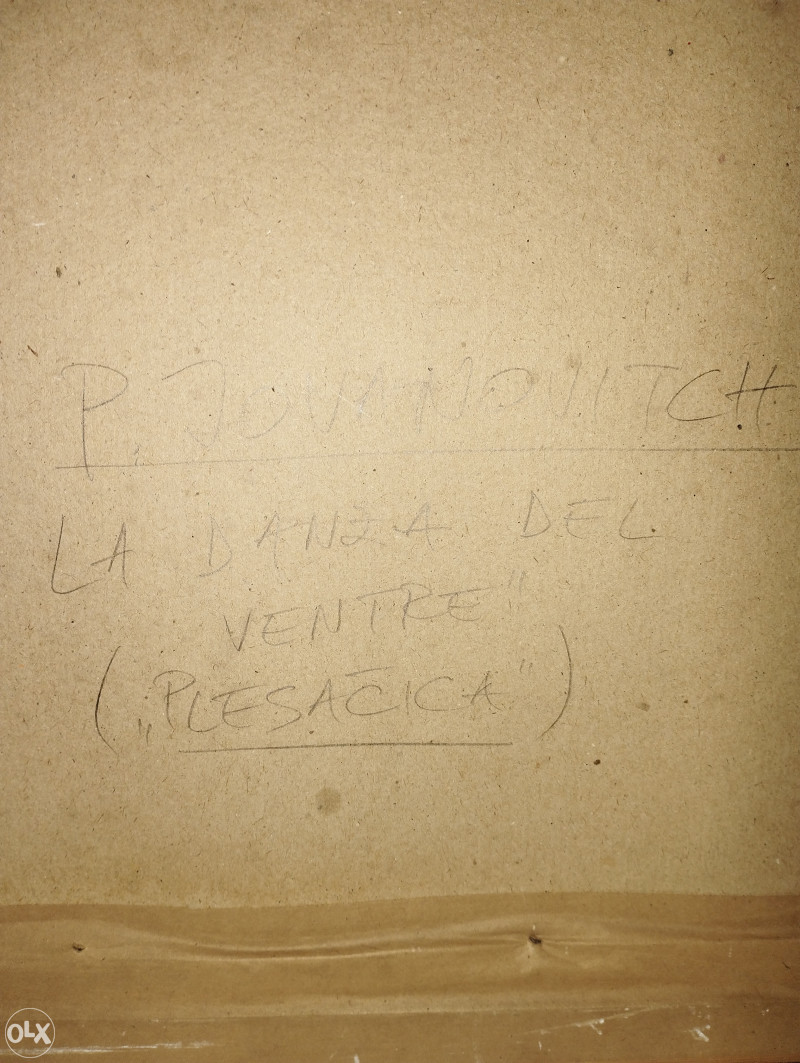 P. JOVANOVITCH
LA DANZA DEL
VENTRE"
(„PLESAČICA")
OLX